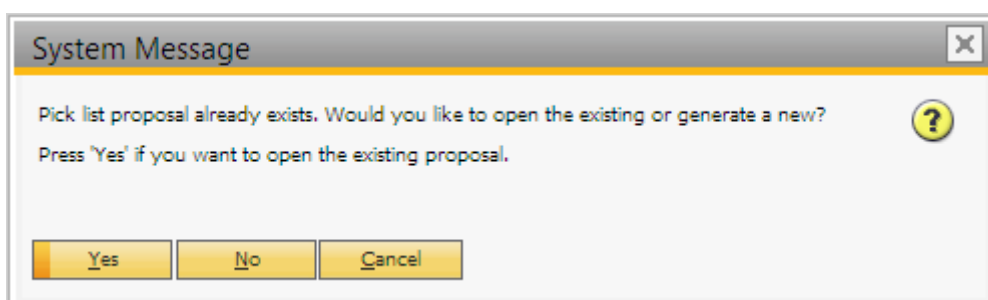 System Message
Pick list proposal already exists. Would you like to open the existing or generate a new?
Press 'Yes' if you want to open the existing proposal.
Yes No Cancel